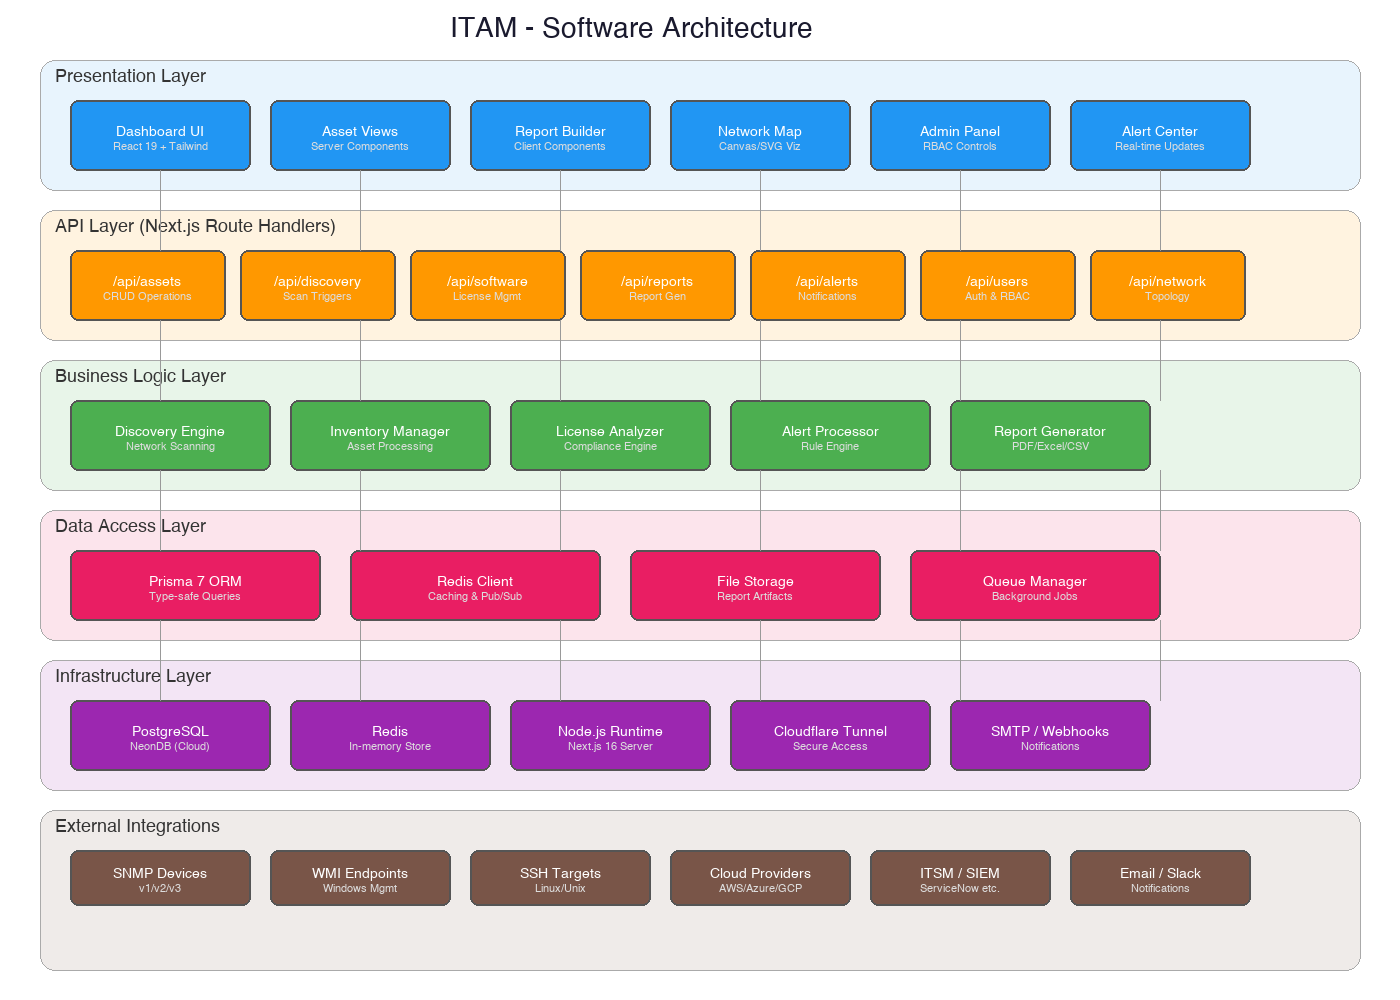 ITAM - Software Architecture
Presentation Layer
Dashboard UI
React 19 + Tailwind
Asset Views
Server Components
Report Builder
Client Components
Network Map
Canvas/SVG Viz
Admin Panel
RBAC Controls
Alert Center
Real-time Updates
API Layer (Next.js Route Handlers)
/api/assets
CRUD Operations
/api/discovery
Scan Triggers
/api/software
License Mgmt
/api/reports
Report Gen
/api/alerts
Notifications
/api/users
Auth & RBAC
/api/network
Topology
Business Logic Layer
Discovery Engine
Network Scanning
Inventory Manager
Asset Processing
License Analyzer
Compliance Engine
Alert Processor
Rule Engine
Report Generator
PDF/Excel/CSV
Data Access Layer
Prisma 7 ORM
Type-safe Queries
Redis Client
Caching & Pub/Sub
File Storage
Report Artifacts
Queue Manager
Background Jobs
Infrastructure Layer
PostgreSQL
NeonDB (Cloud)
Redis
In-memory Store
Node.js Runtime
Next.js 16 Server
Cloudflare Tunnel
Secure Access
SMTP / Webhooks
Notifications
External Integrations
SNMP Devices
v1/v2/v3
WMI Endpoints
Windows Mgmt
SSH Targets
Linux/Unix
Cloud Providers
AWS/Azure/GCP
ITSM / SIEM
ServiceNow etc.
Email / Slack
Notifications